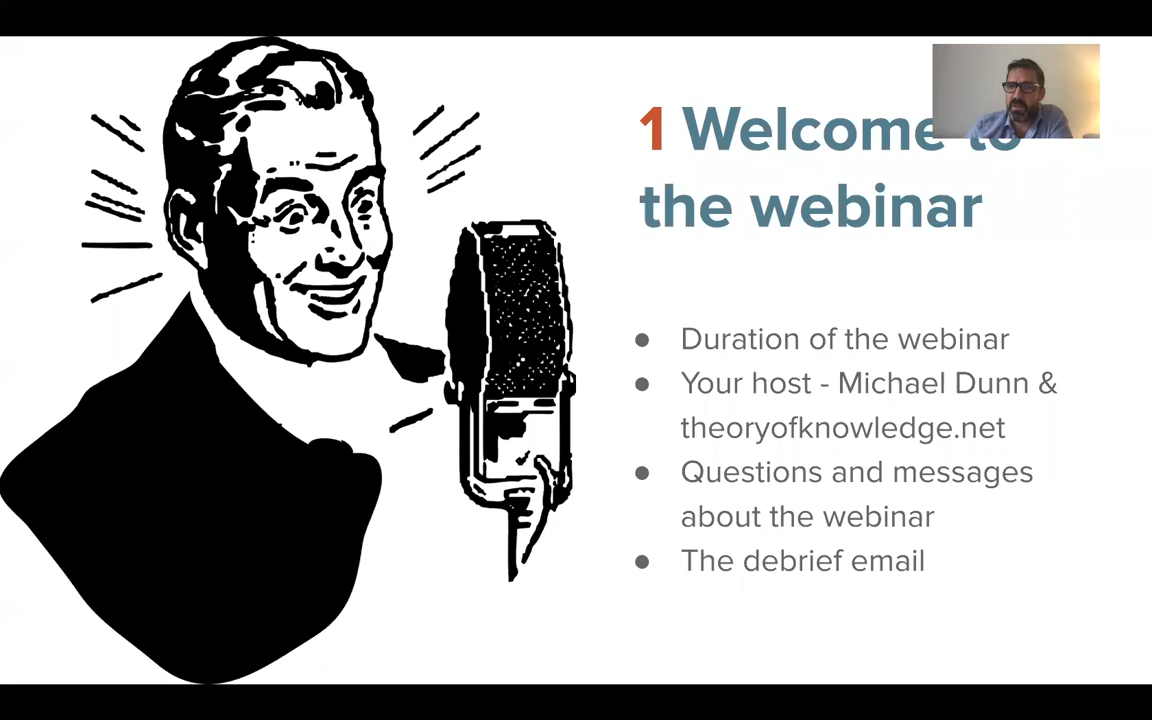 1 Welcome to
the webinar
● Duration of the webinar
● Your host - Michael Dunn &
theoryofknowledge.net
● Questions and messages
about the webinar
● The debrief email